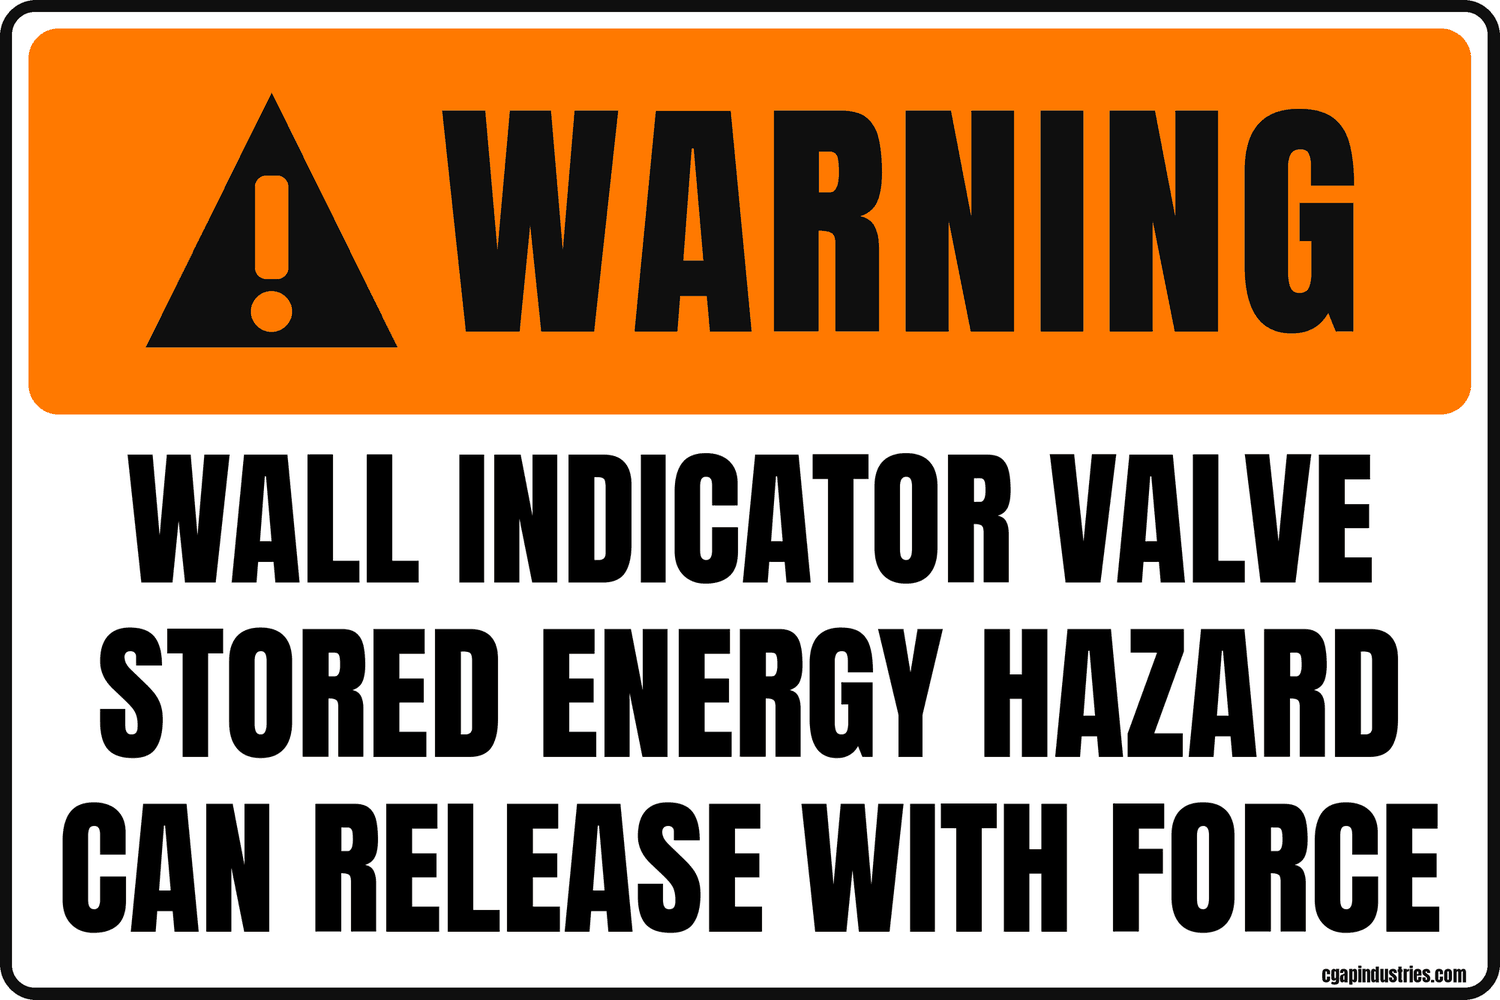 WARNING
WALL INDICATOR VALVE
STORED ENERGY HAZARD
CAN RELEASE WITH FORCE
cgapindustries.com